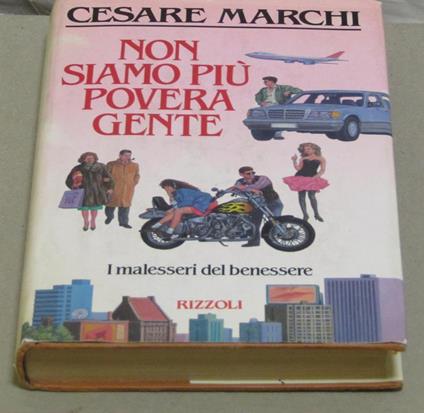 CESARE MARCHI
NON
SIAMO PIÙ
POVERA
GENTE
I malesseri del benessere
RIZZOLI